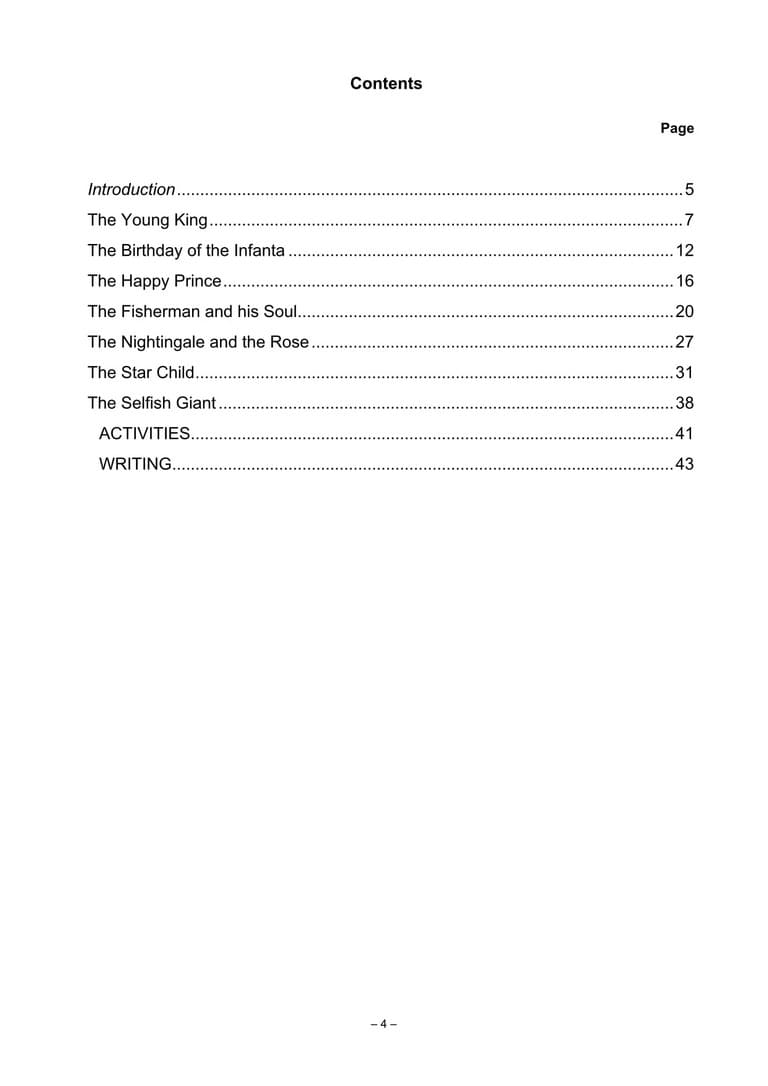 Contents
Page
Introduction............................................................................................................5
The Young King.....................................................................................................7
The Birthday of the Infanta ..................................................................................12
The Happy Prince................................................................................................16
The Fisherman and his Soul................................................................................20
The Nightingale and the Rose .............................................................................27
The Star Child......................................................................................................31
The Selfish Giant .................................................................................................38
ACTIVITIES.......................................................................................................41
WRITING...........................................................................................................43
– 4 –